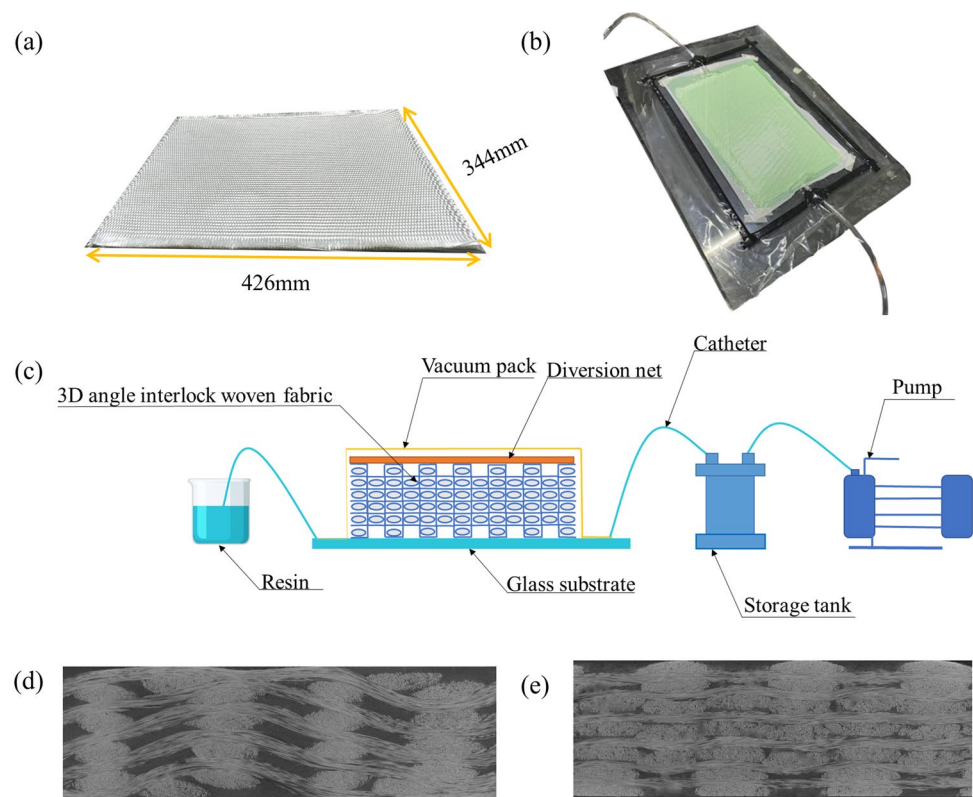 (a)
(b)
344mm
426mm
(c)
Catheter
Vacuum pack
Diversion net
Pump
3D angle interlock woven fabric
Resin
Glass substrate
Storage tank
(d)
(e)